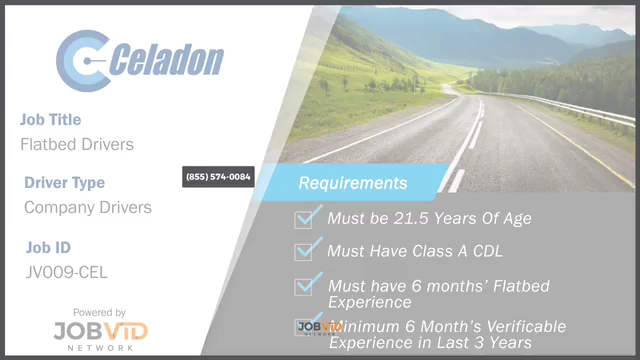 Celadon
Job Title
Flatbed Drivers
Driver Type
Company Drivers
Job ID
JV009-CEL
Powered by
JOBVID
NETWORK
(855) 574-0084
Requirements
Must be 21.5 Years Of Age
Must Have Class A CDL
Must have 6 months' Flatbed
Experience
JOBVID
NETWORK
Minimum 6 Month's Verifiable
Experience in Last 3 Years